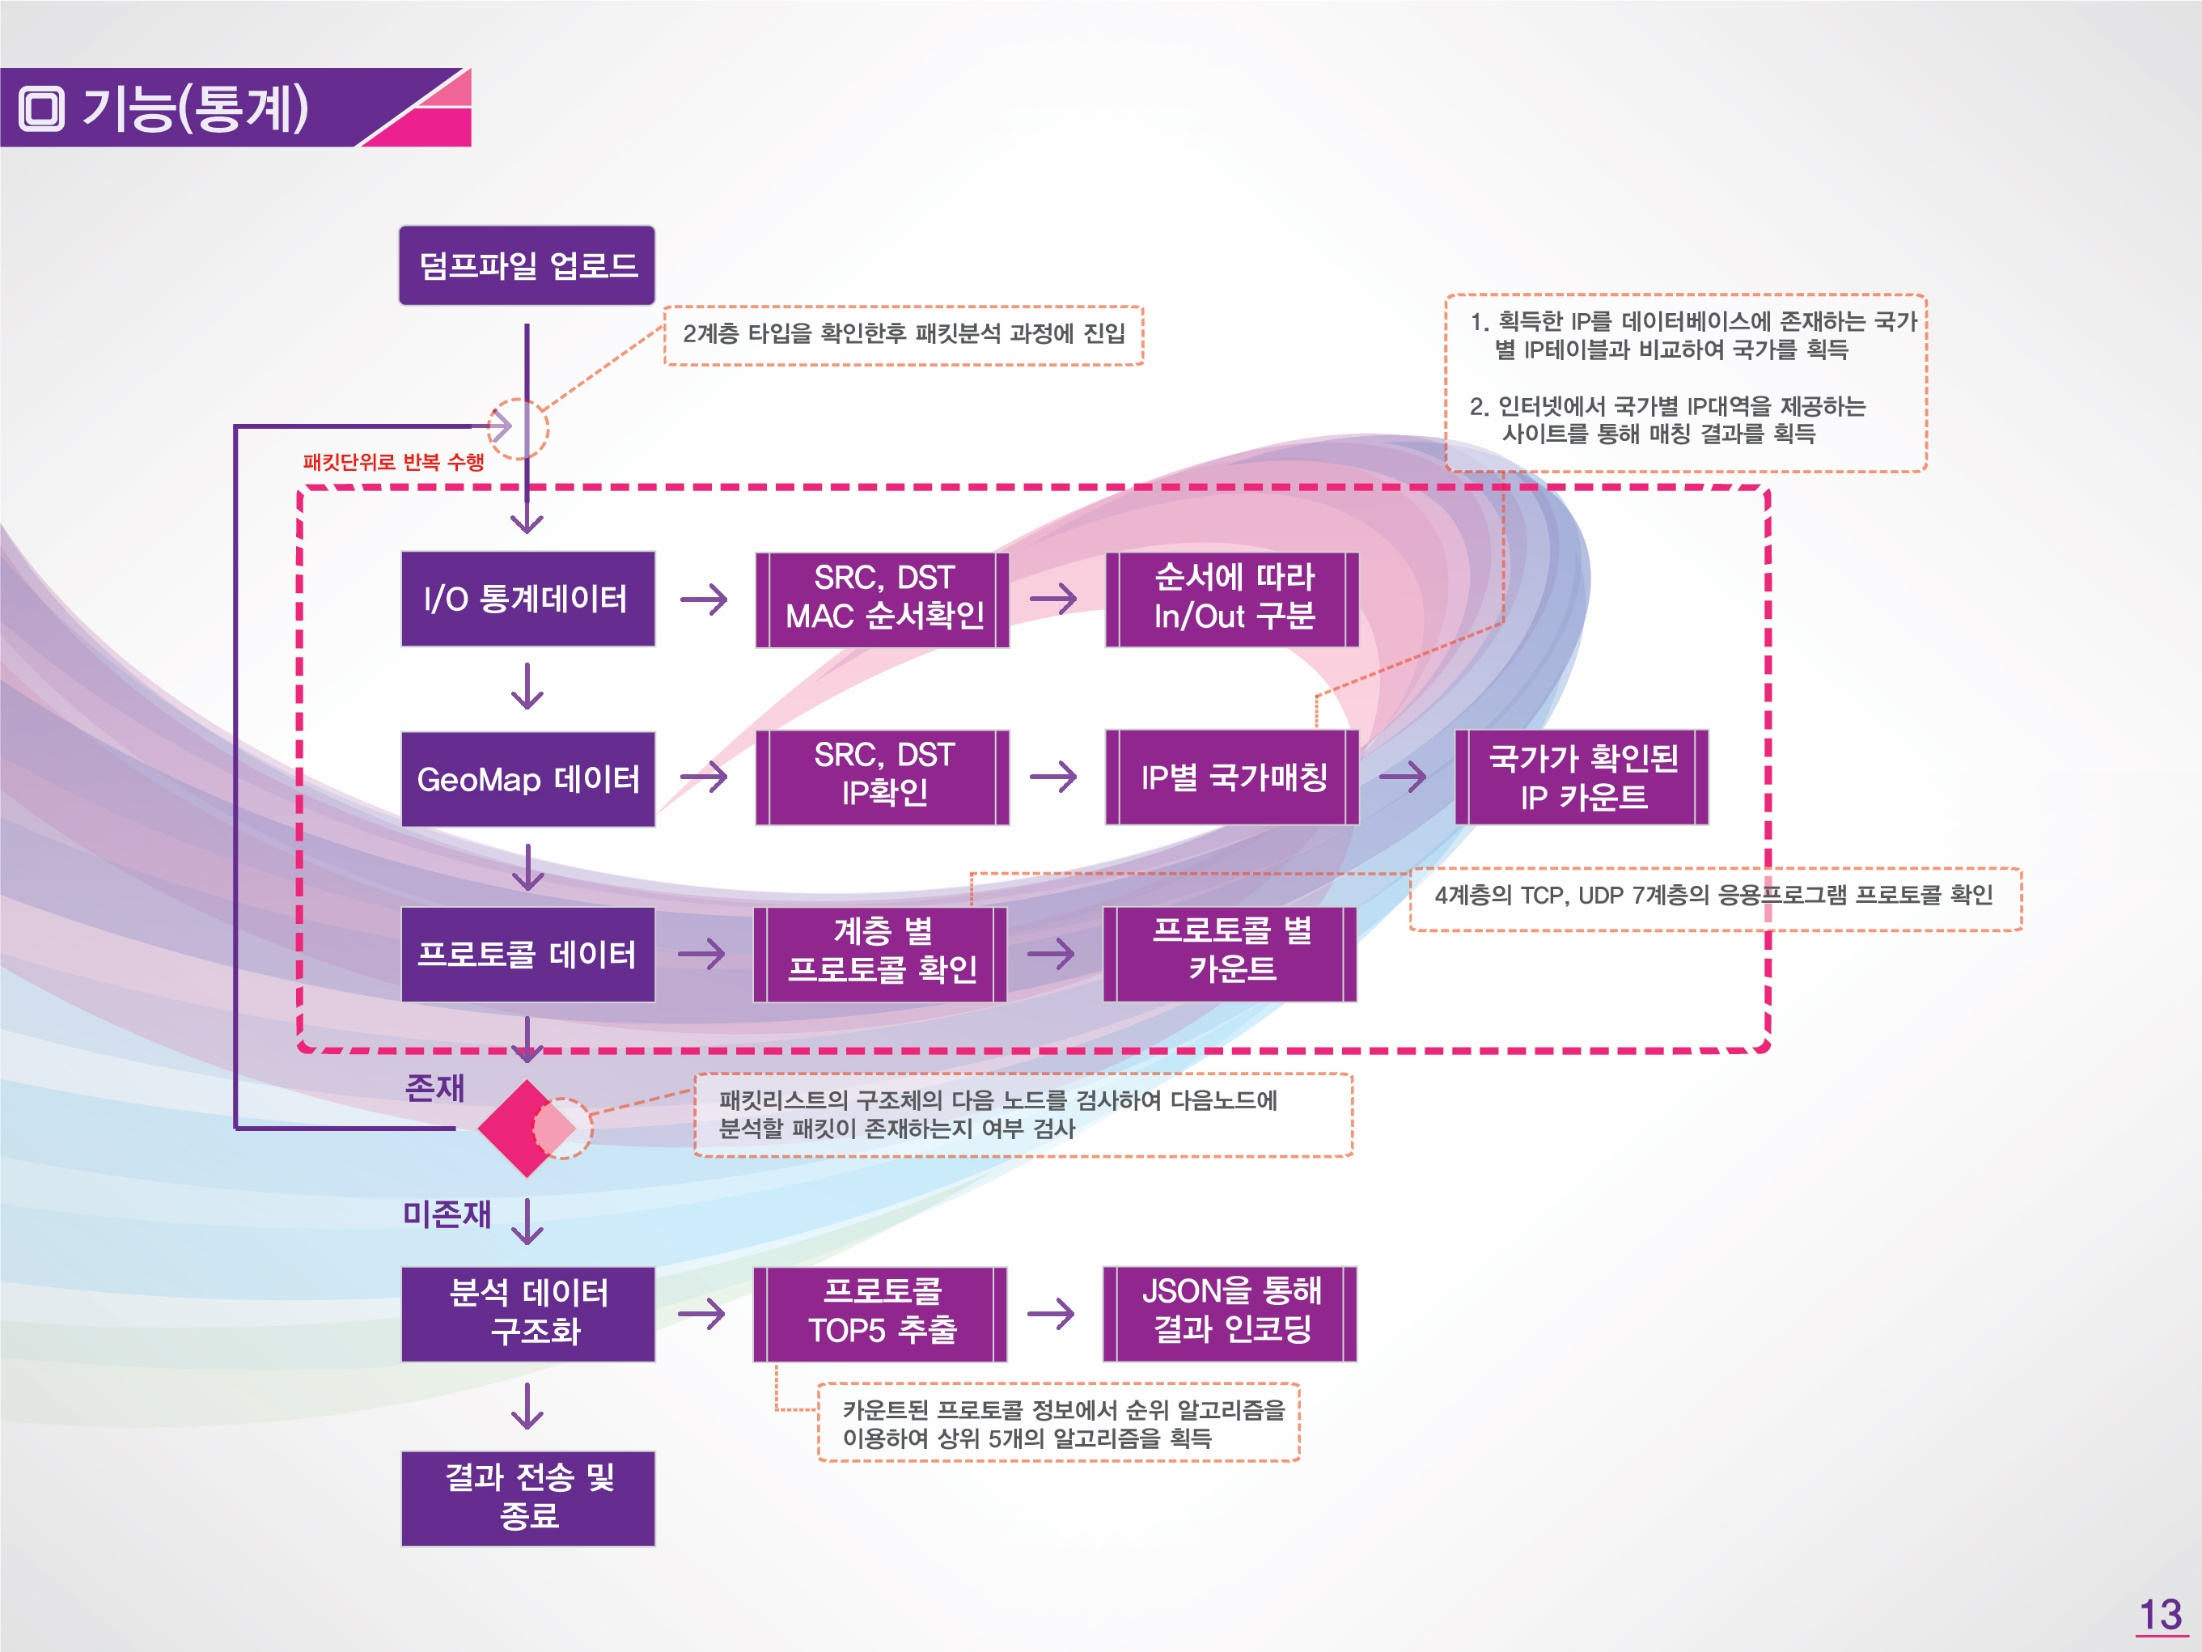 기능(통계)
덤프파일 업로드
2계층 타입을 확인한후 패킷분석 과정에 진입
1. 획득한 IP를 데이터베이스에 존재하는 국가
별 IP테이블과 비교하여 국가를 획득
2. 인터넷에서 국가별 IP대역을 제공하는
사이트를 통해 매칭 결과를 획득
패킷단위로 반복 수행
I/O 통계데이터
SRC, DST
MAC 순서확인
순서에 따라
In/Out 구분
GeoMap 데이터
SRC, DST
IP확인
IP별 국가매칭
국가가 확인된
IP 카운트
4계층의 TCP, UDP 7계층의 응용프로그램 프로토콜 확인
프로토콜 데이터
계층 별
프로토콜 확인
프로토콜 별
카운트
존재
패킷리스트의 구조체의 다음 노드를 검사하여 다음노드에
분석할 패킷이 존재하는지 여부 검사
미존재
분석 데이터
구조화
프로토콜
TOP5 추출
JSON을 통해
결과 인코딩
카운트된 프로토콜 정보에서 순위 알고리즘을
이용하여 상위 5개의 알고리즘을 획득
결과 전송 및
종료
13